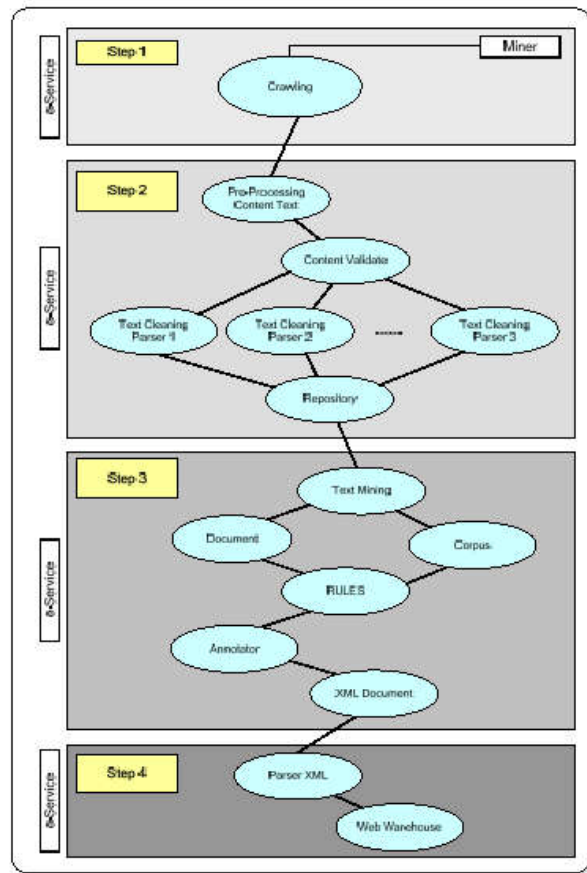 e-Service
Step 1
Miner
Crawling
e-Service
Step 2
Pre-Processing
Content Text
Content Validate
Text Cleaning
Parser 1
Text Cleaning
Parser 2
......
Text Cleaning
Parser 3
Repository
e-Service
Step 3
Text Mining
Document
Corpus
RULES
Annotator
XML Document
e-Service
Step 4
Parser XML
Web Warehouse